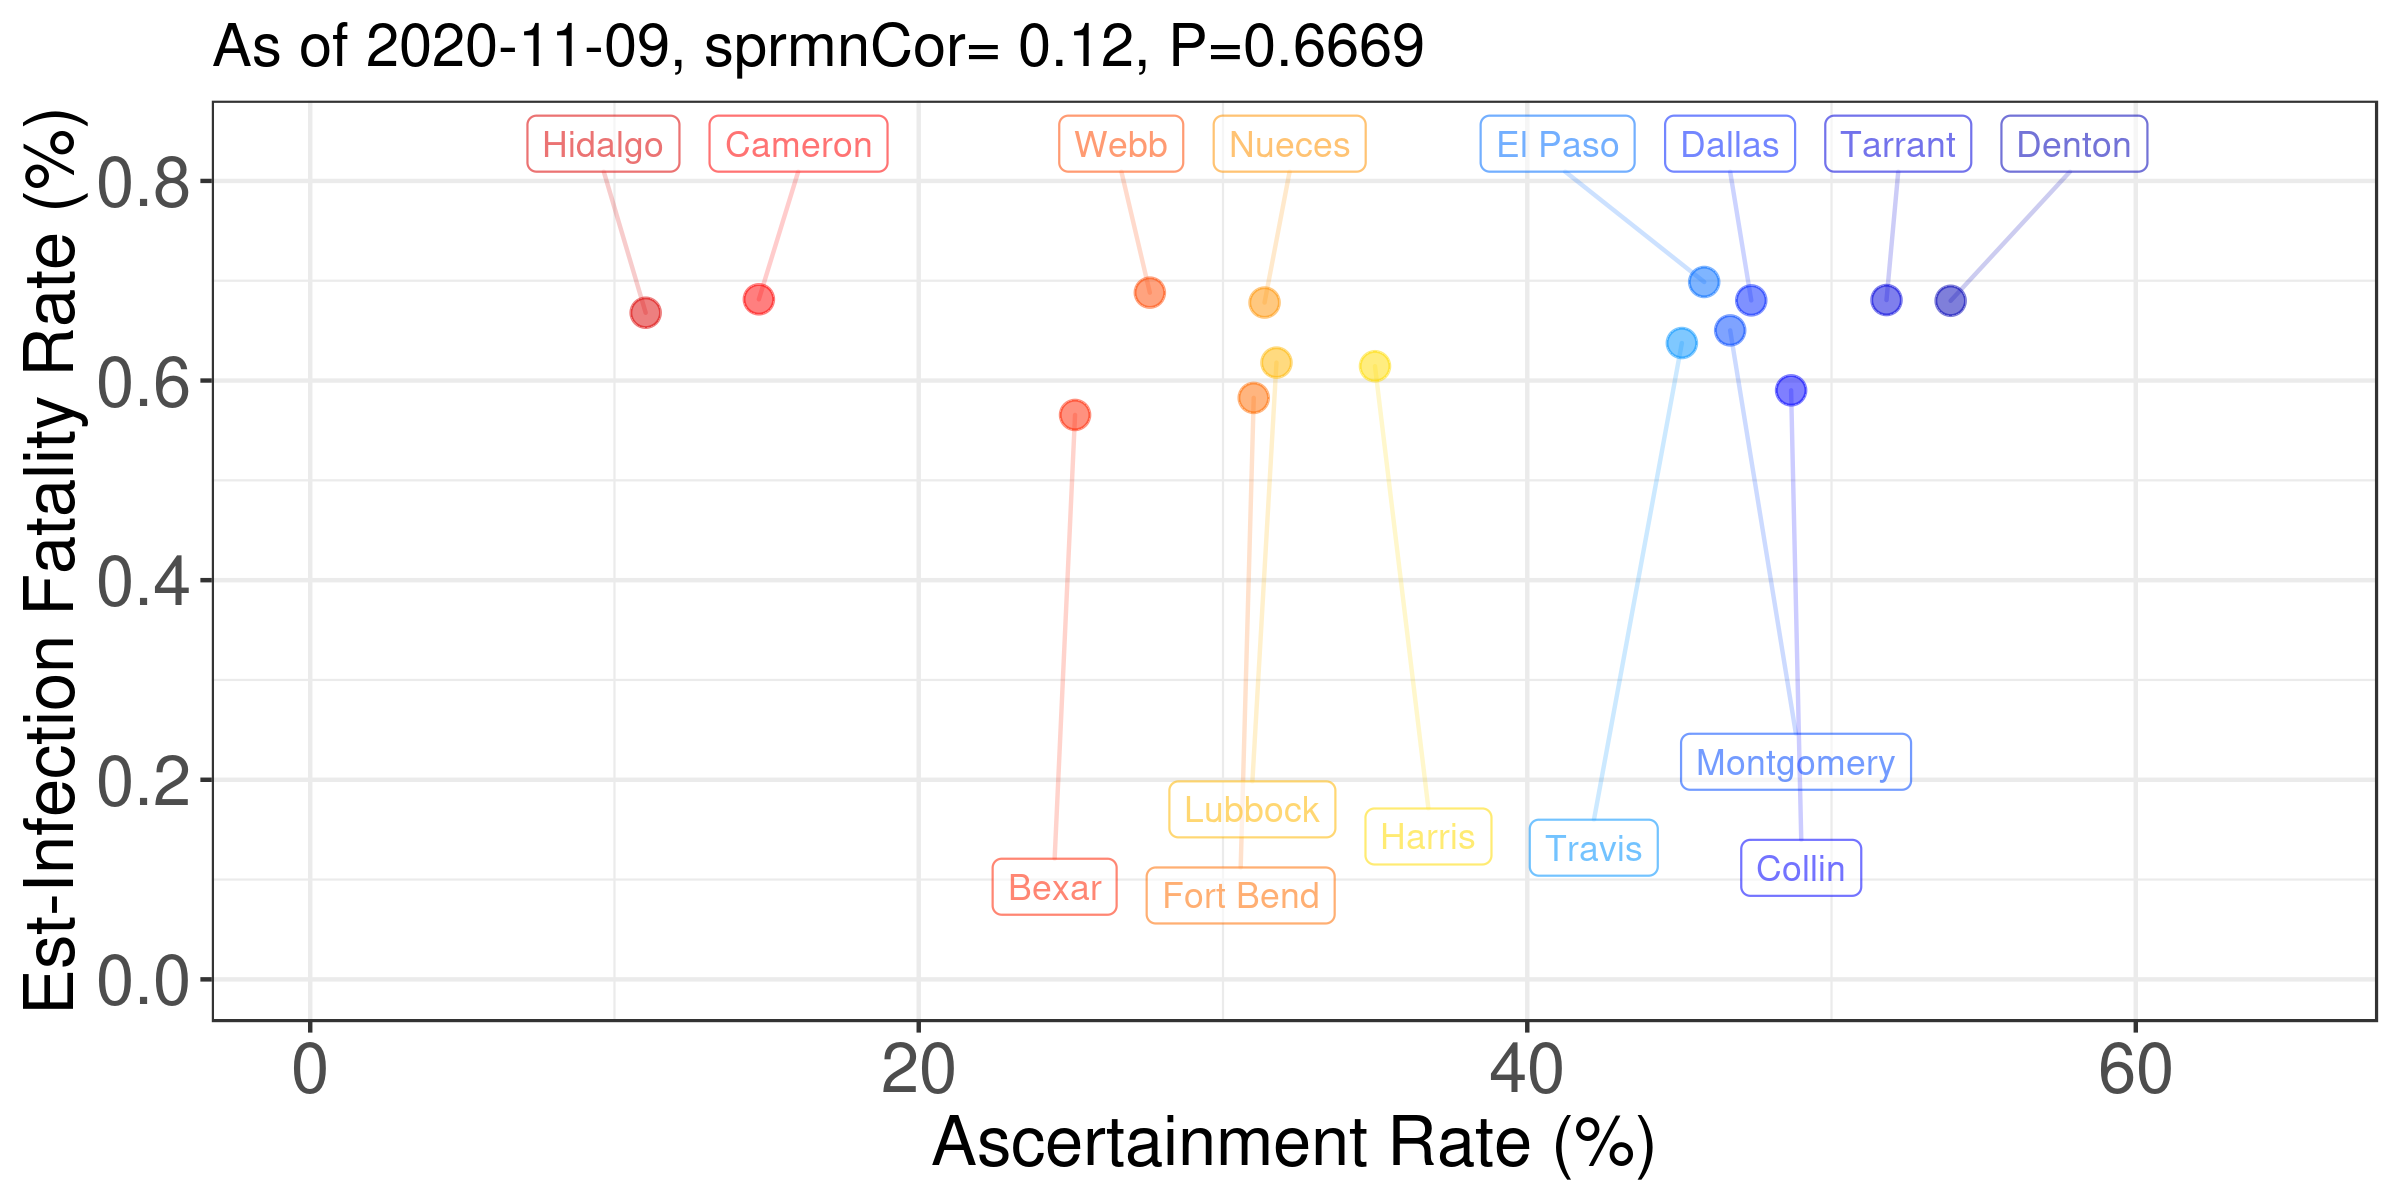 As of 2020-11-09, sprmnCor= 0.12, P=0.6669
Est-Infection Fatality Rate (%)
0.8
0.6
0.4
0.2
0.0
Hidalgo
Cameron
Webb
Nueces
El Paso
Dallas
Tarrant
Denton
Montgomery
Lubbock
Harris
Travis
Collin
Bexar
Fort Bend
0
20
40
60
Ascertainment Rate (%)